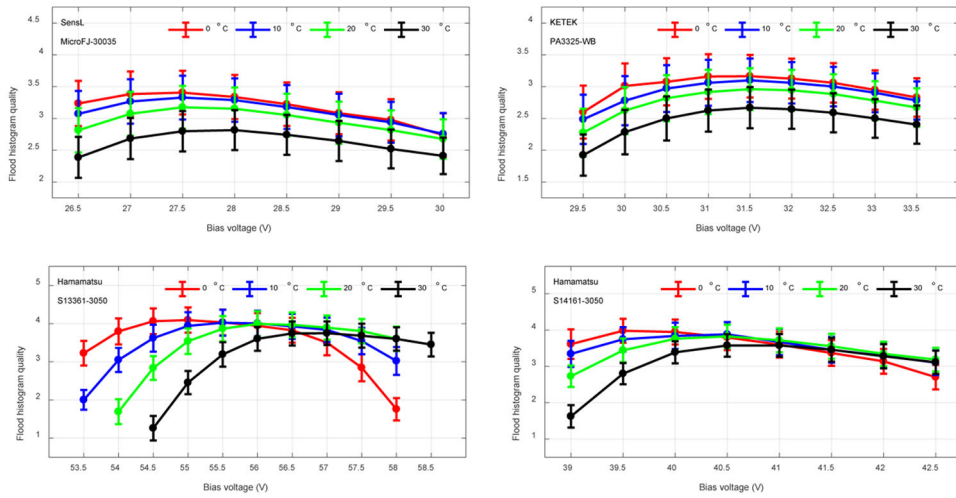 SensL
MicroFJ-30035
0 °C 10 °C 20 °C 30 °C
Flood histogram quality
4.5
4
3.5
3
2.5
2
26.5 27 27.5 28 28.5 29 29.5 30
Bias voltage (V)
KETEK
PA3325-WB
0 °C 10 °C 20 °C 30 °C
Flood histogram quality
4.5
4
3.5
3
2.5
2
1.5
29.5 30 30.5 31 31.5 32 32.5 33 33.5
Bias voltage (V)
Hamamatsu
S13361-3050
0 °C 10 °C 20 °C 30 °C
Flood histogram quality
5
4
3
2
1
53.5 54 54.5 55 55.5 56 56.5 57 57.5 58 58.5
Bias voltage (V)
Hamamatsu
S14161-3050
0 °C 10 °C 20 °C 30 °C
Flood histogram quality
5
4
3
2
1
39 39.5 40 40.5 41 41.5 42 42.5
Bias voltage (V)